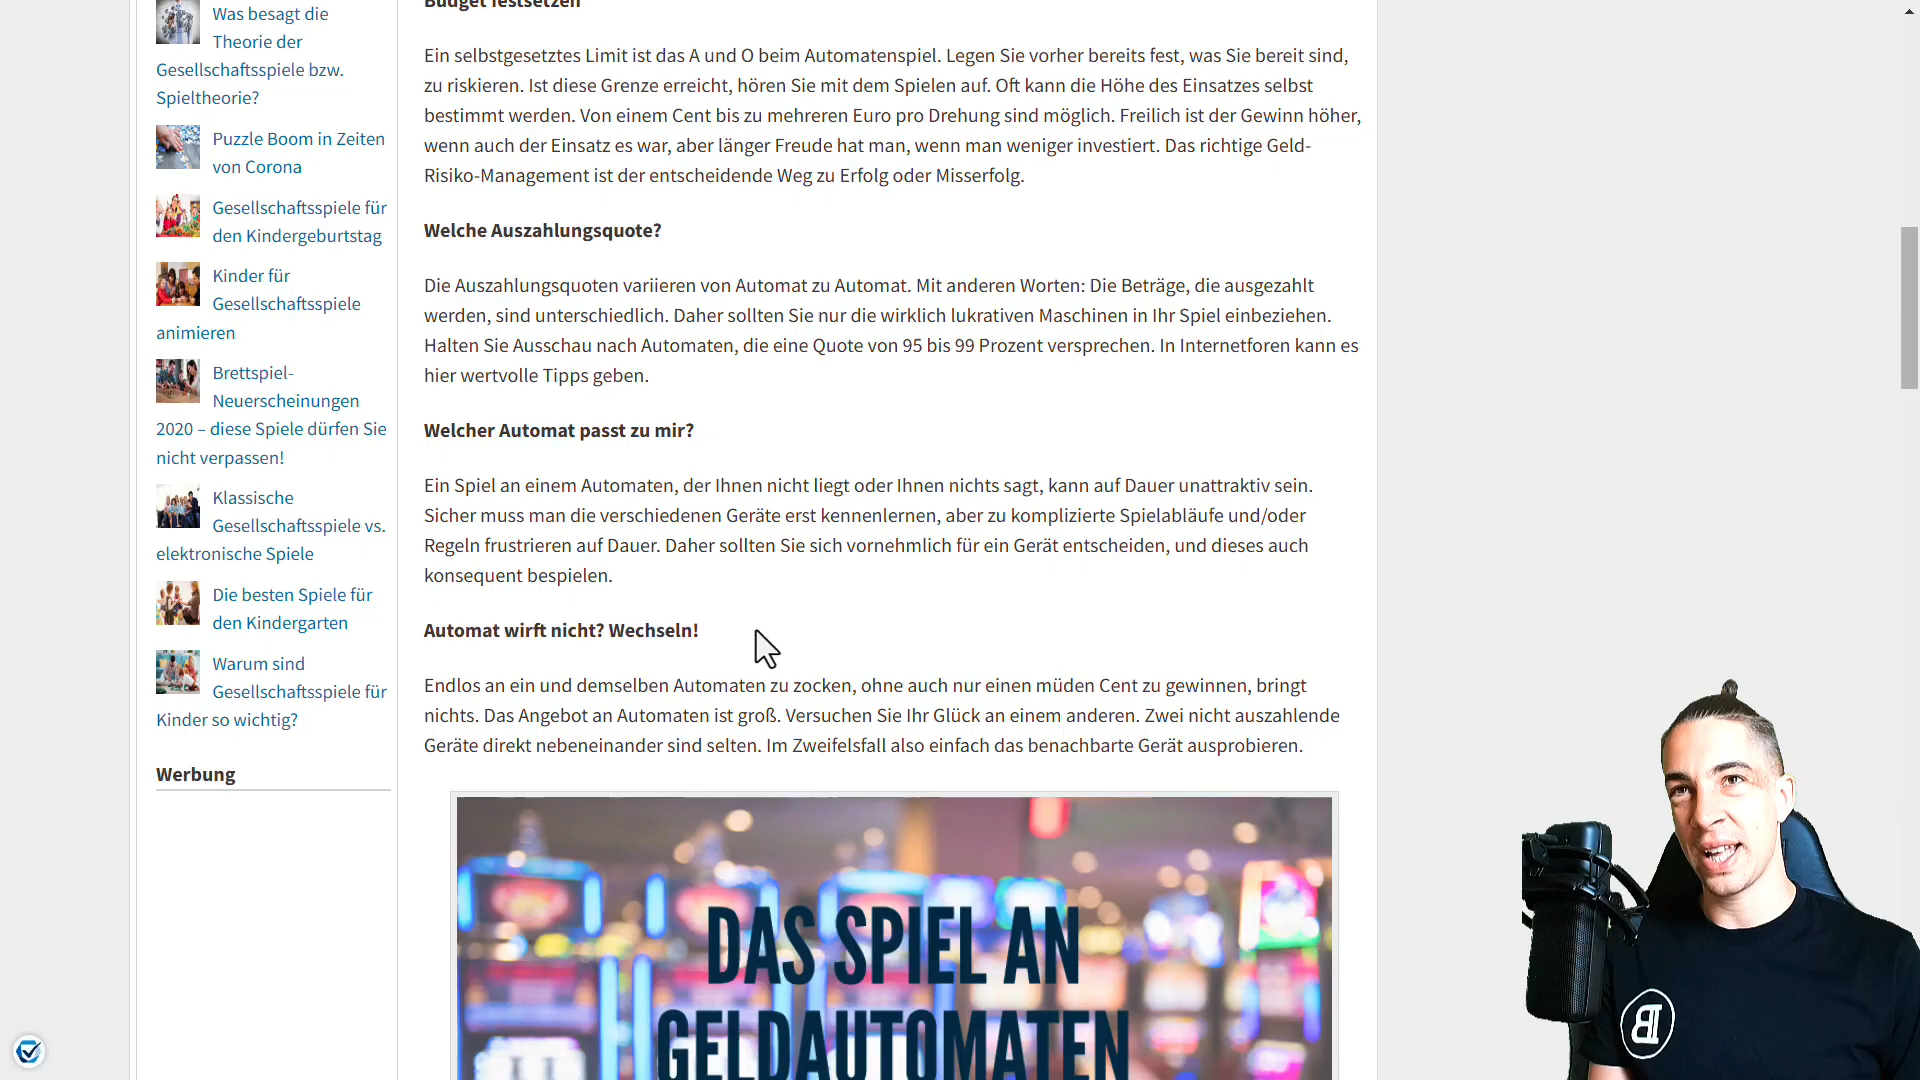 Was besagt die
Theorie der
Gesellschaftsspiele bzw.
Spieltheorie?
Puzzle Boom in Zeiten
von Corona
Gesellschaftsspiele für
den Kindergeburtstag
Kinder für
Gesellschaftsspiele
animieren
Brettspiel-
Neuerscheinungen
2020 – diese Spiele dürfen Sie
nicht verpassen!
Klassische
Gesellschaftsspiele vs.
elektronische Spiele
Die besten Spiele für
den Kindergarten
Warum sind
Gesellschaftsspiele für
Kinder so wichtig?
Werbung
Budget festsetzen
Ein selbstgesetztes Limit ist das A und O beim Automatenspiel. Legen Sie vorher bereits fest, was Sie bereit sind,
zu riskieren. Ist diese Grenze erreicht, hören Sie mit dem Spielen auf. Oft kann die Höhe des Einsatzes selbst
bestimmt werden. Von einem Cent bis zu mehreren Euro pro Drehung sind möglich. Freilich ist der Gewinn höher,
wenn auch der Einsatz es war, aber länger Freude hat man, wenn man weniger investiert. Das richtige Geld-
Risiko-Management ist der entscheidende Weg zu Erfolg oder Misserfolg.
Welche Auszahlungsquote?
Die Auszahlungsquoten variieren von Automat zu Automat. Mit anderen Worten: Die Beträge, die ausgezahlt
werden, sind unterschiedlich. Daher sollten Sie nur die wirklich lukrativen Maschinen in Ihr Spiel einbeziehen.
Halten Sie Ausschau nach Automaten, die eine Quote von 95 bis 99 Prozent versprechen. In Internetforen kann es
hier wertvolle Tipps geben.
Welcher Automat passt zu mir?
Ein Spiel an einem Automaten, der Ihnen nicht liegt oder Ihnen nichts sagt, kann auf Dauer unattraktiv sein.
Sicher muss man die verschiedenen Geräte erst kennenlernen, aber zu komplizierte Spielabläufe und/oder
Regeln frustrieren auf Dauer. Daher sollten Sie sich vornehmlich für ein Gerät entscheiden, und dieses auch
konsequent bespielen.
Automat wirft nicht? Wechseln!
Endlos an ein und demselben Automaten zu zocken, ohne auch nur einen müden Cent zu gewinnen, bringt
nichts. Das Angebot an Automaten ist groß. Versuchen Sie Ihr Glück an einem anderen. Zwei nicht auszahlende
Geräte direkt nebeneinander sind selten. Im Zweifelsfall also einfach das benachbarte Gerät ausprobieren.
DAS SPIEL AN
GELDAUTOMATEN